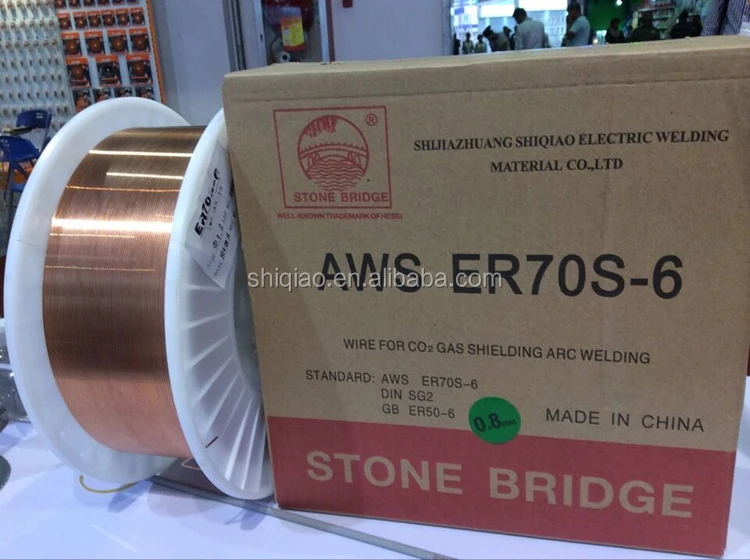 ER70S-6
®
STONE BRIDGE
WELL-KNOWN TRADEMARK OF HEBEI
SHIJIAZHUANG SHIQIAO ELECTRIC WELDING
MATERIAL CO.,LTD
shiqiao.en.alibaba.com
AWS ER70S-6
WIRE FOR CO₂ GAS SHIELDING ARC WELDING
STANDARD: AWS ER70S-6
DIN SG2
GB ER50-6
0.8mm
MADE IN CHINA
STONE BRIDGE